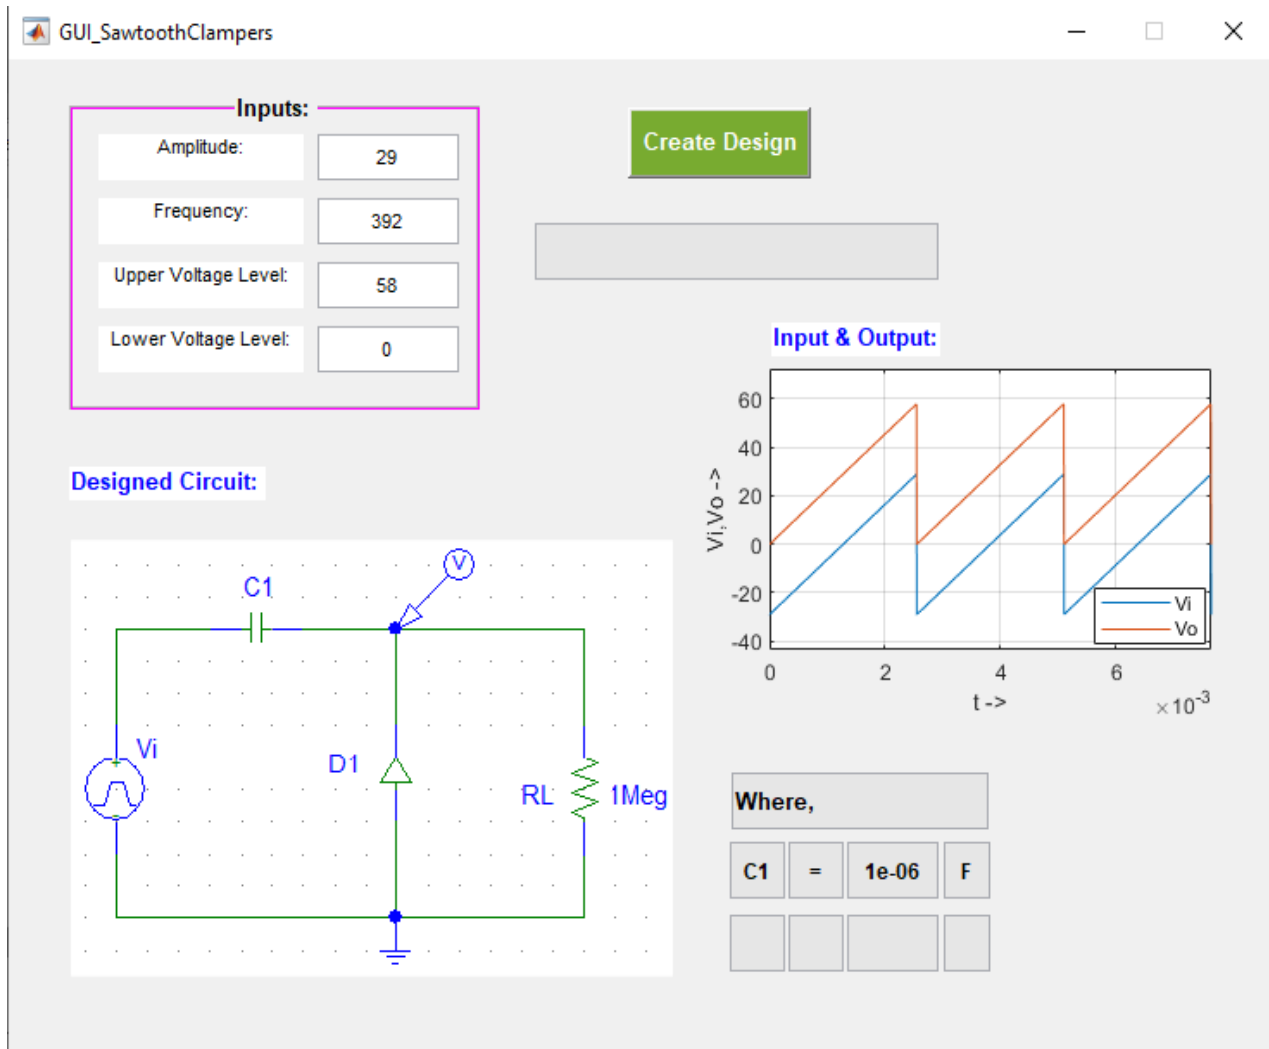 GUI_SawtoothClampers
Inputs:
Amplitude:
29
Frequency:
392
Upper Voltage Level:
58
Lower Voltage Level:
0
Create Design
Designed Circuit:
C1
V
Vi
D1
RL
1Meg
Input & Output:
60
40
20
0
-20
-40
Vi,Vo ->
Vi
Vo
0
2
4
6
t ->
×10-3
Where,
C1 = 1e-06 F